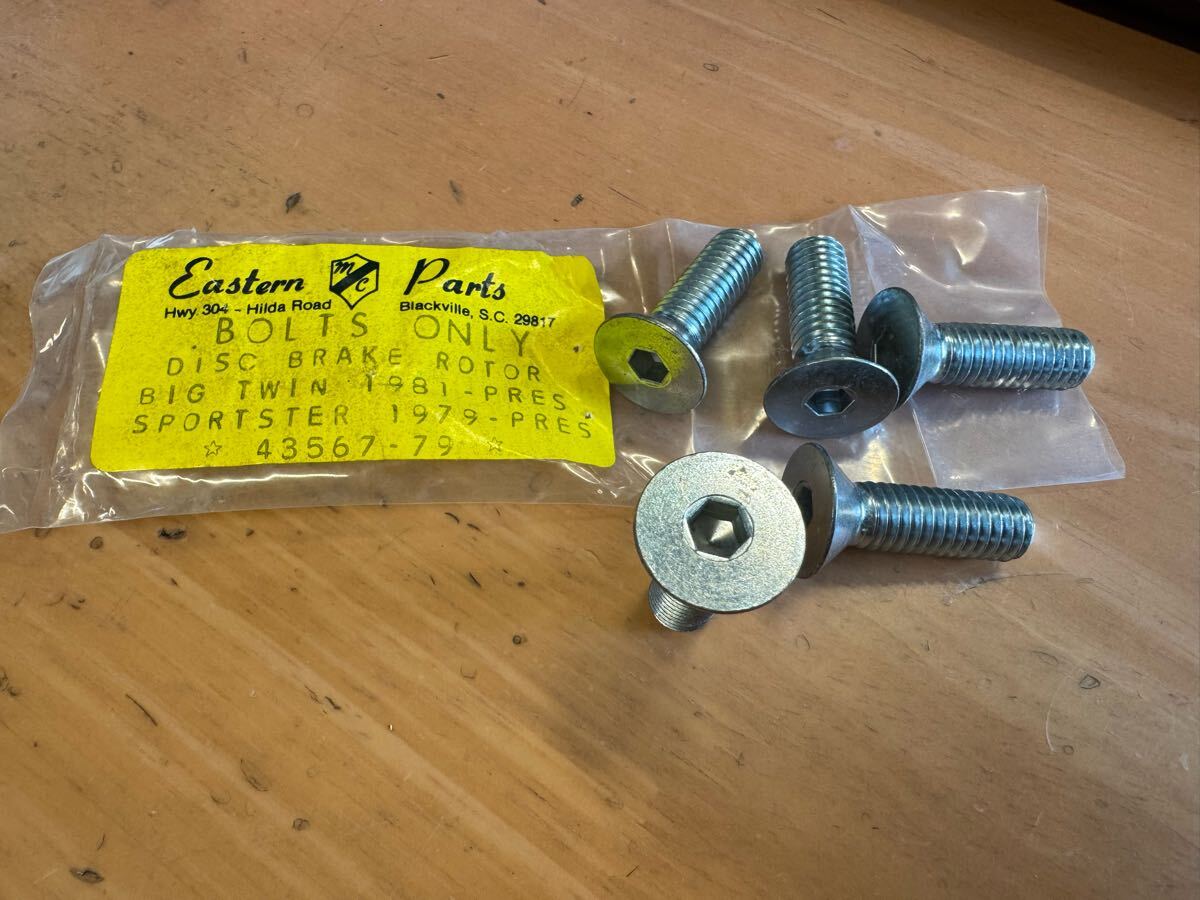 Eastern M/C Parts
Hwy. 304 - Hilda Road Blackville, S.C. 29817
BOLTS ONLY
DISC BRAKE ROTOR
BIG TWIN 1981-PRES
SPORTSTER 1979-PRES
☆ 43567-79 ☆